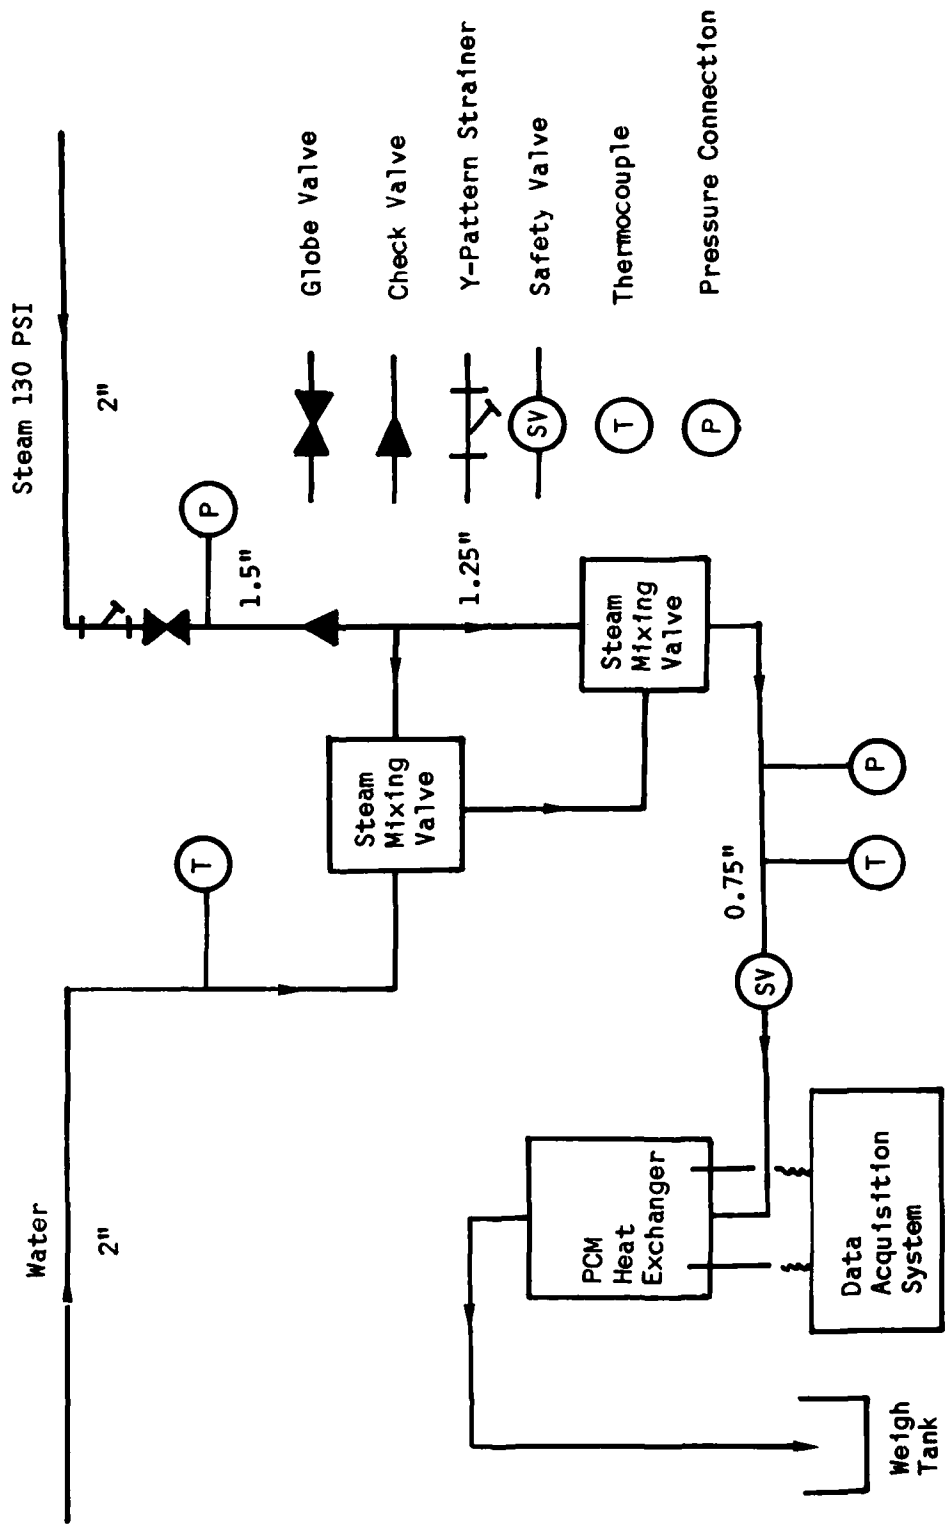 Water
2"
Steam 130 PSI
2"
T
P
1.5"
Steam
Mixing
Valve
1.25"
Steam
Mixing
Valve
PCM
Heat
Exchanger
0.75"
SV
T
P
Data
Acquisition
System
Weigh
Tank
Globe Valve
Check Valve
Y-Pattern Strainer
SV
Safety Valve
T
Thermocouple
P
Pressure Connection